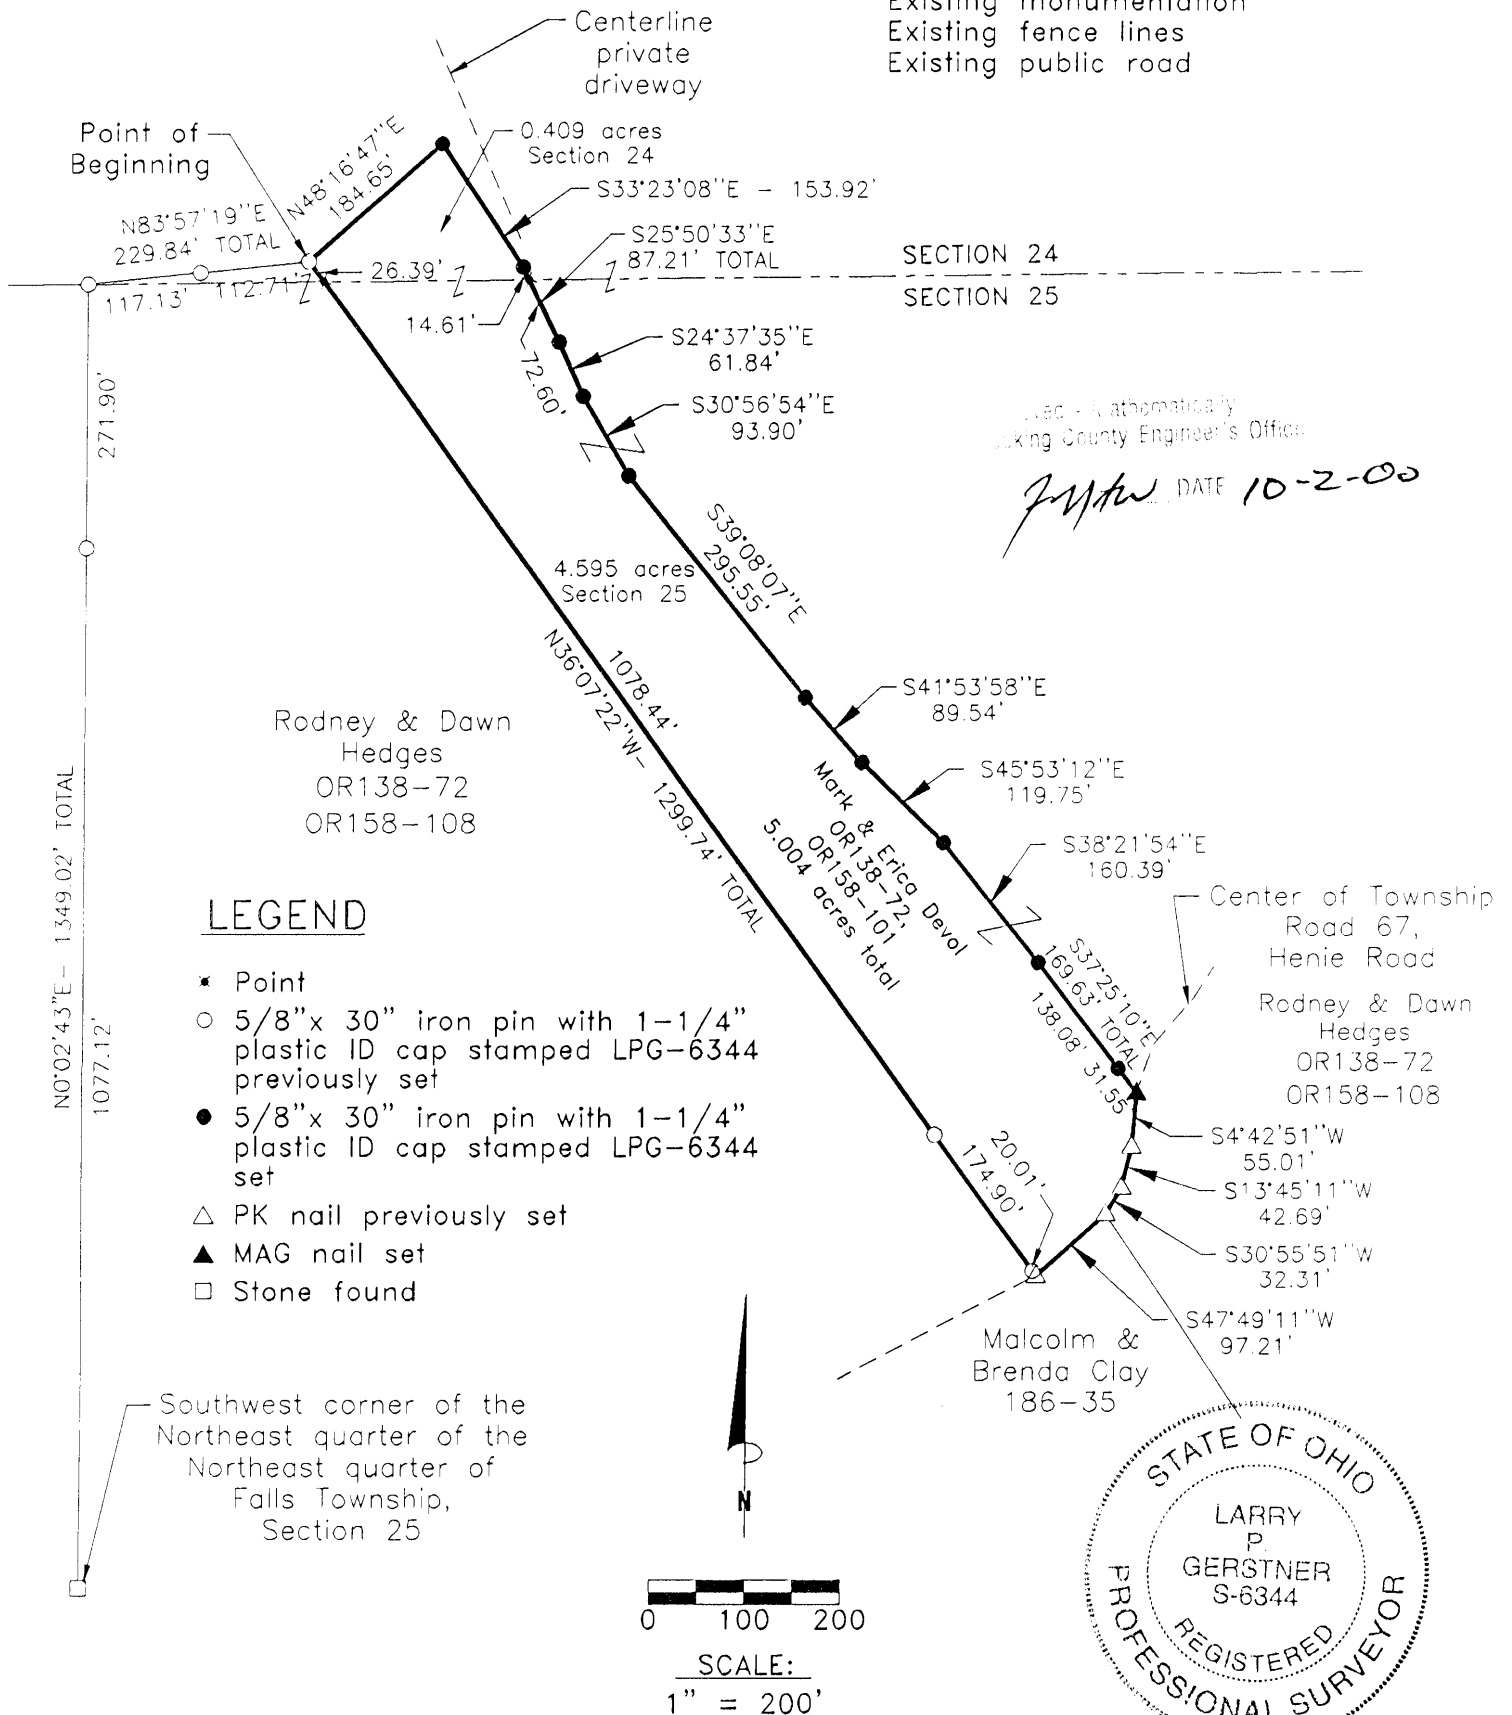 Existing monumentation
Existing fence lines
Existing public road
Centerline
private
driveway
Point of
Beginning
N48°16'47"E
184.65'
0.409 acres
Section 24
S33°23'08"E - 153.92'
N83°57'19"E
229.84' TOTAL
S25°50'33"E
87.21' TOTAL
26.39'
117.13'
112.71'
SECTION 24
SECTION 25
14.61'
72.60'
S24°37'35"E
61.84'
S30°56'54"E
93.90'
271.90'
athematically
king County Engineer's Office
DATE 10-2-00
S39°08'07"E
295.55'
4.595 acres
Section 25
1078.44'
N36°07'22"W- 1299.74' TOTAL
S41°53'58"E
89.54'
Rodney & Dawn
Hedges
OR138-72
OR158-108
S45°53'12"E
119.75'
Mark & Erica Devol
OR138-72,
OR158-101
5.004 acres total
S38°21'54"E
160.39'
N0°02'43"E- 1349.02' TOTAL
1077.12'
Center of Township
Road 67,
Henie Road
S37°25'10"E
169.63' TOTAL
138.08' 31.55'
Rodney & Dawn
Hedges
OR138-72
OR158-108
LEGEND
Point
5/8"x 30" iron pin with 1-1/4"
plastic ID cap stamped LPG-6344
previously set
5/8"x 30" iron pin with 1-1/4"
plastic ID cap stamped LPG-6344
set
PK nail previously set
MAG nail set
Stone found
20.01'
174.90'
S4°42'51"W
55.01'
S13°45'11"W
42.69'
S30°55'51"W
32.31'
S47°49'11"W
97.21'
Malcolm &
Brenda Clay
186-35
Southwest corner of the
Northeast quarter of the
Northeast quarter of
Falls Township,
Section 25
N
0 100 200
SCALE:
1" = 200'
STATE OF OHIO
LARRY
P.
GERSTNER
S-6344
REGISTERED
PROFESSIONAL SURVEYOR